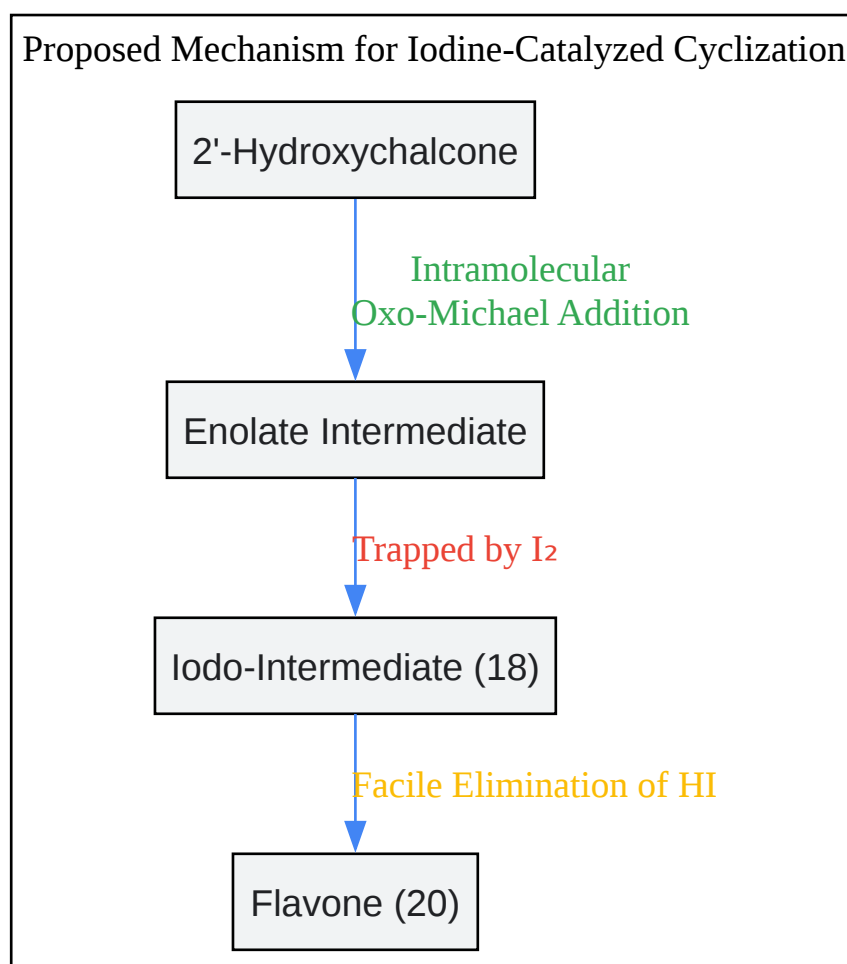 Proposed Mechanism for Iodine-Catalyzed Cyclization
2'-Hydroxychalcone
Intramolecular
Oxo-Michael Addition
Enolate Intermediate
Trapped by I₂
Iodo-Intermediate (18)
Facile Elimination of HI
Flavone (20)